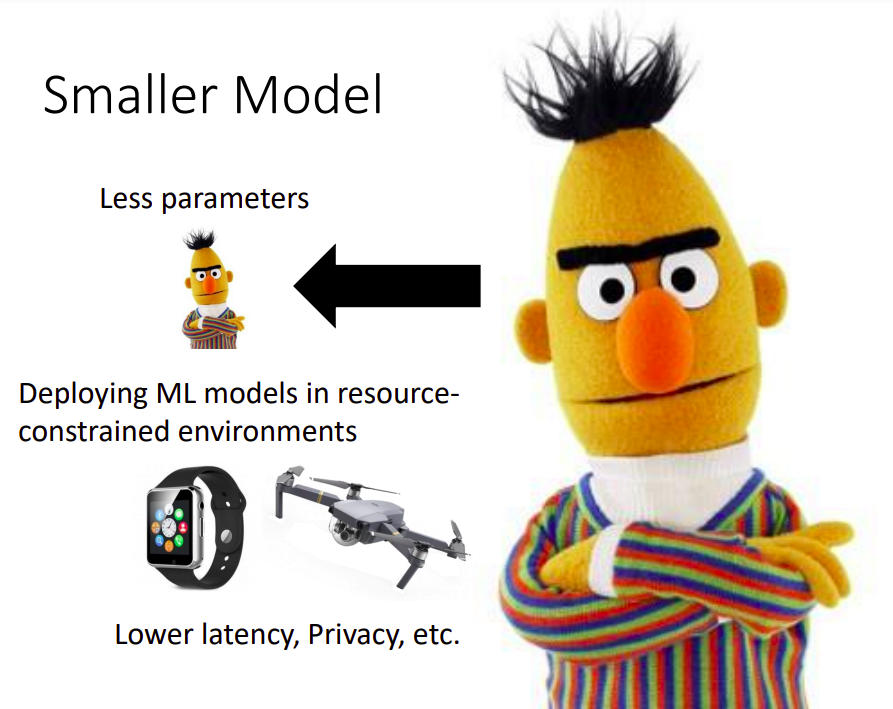 Smaller Model
Less parameters
Deploying ML models in resource-
constrained environments
Lower latency, Privacy, etc.